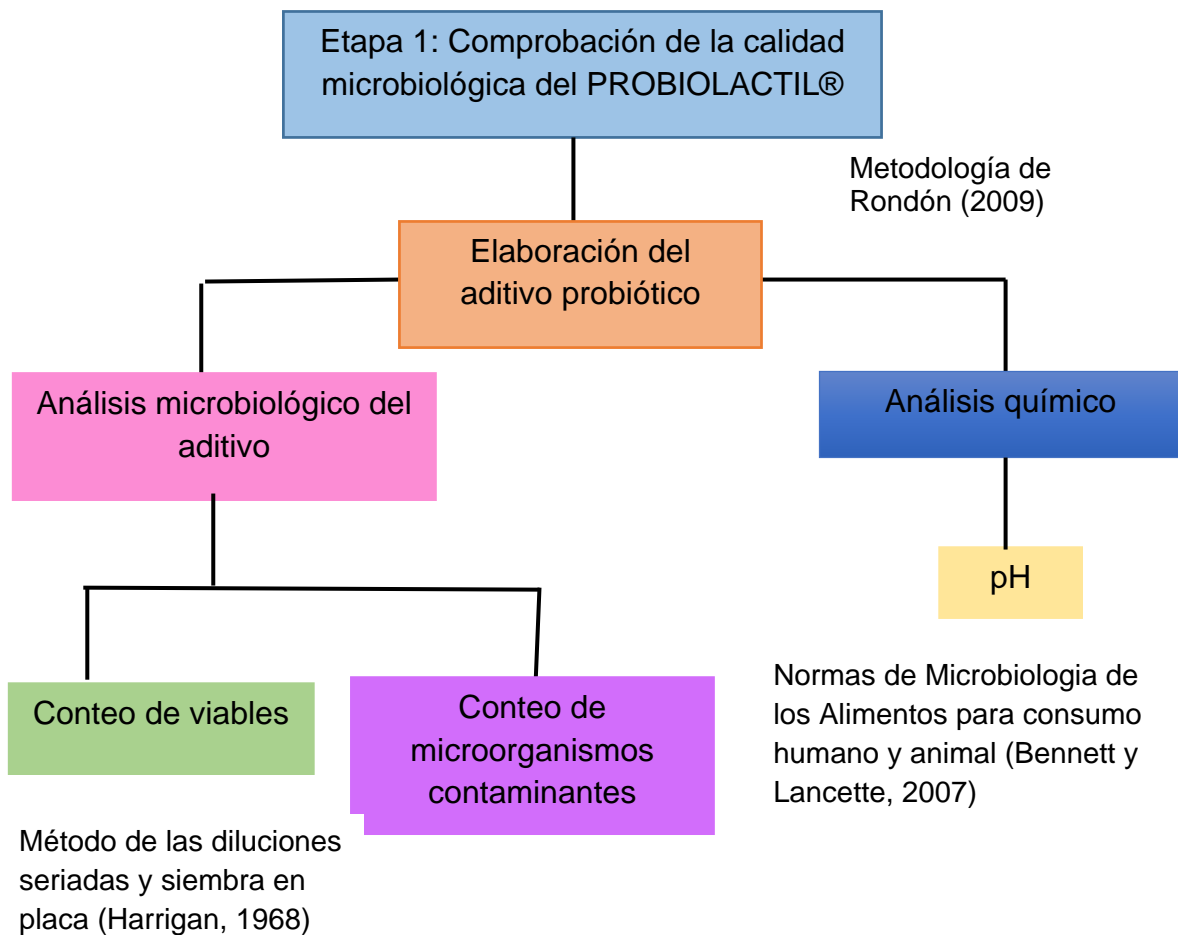 Etapa 1: Comprobación de la calidad
microbiológica del PROBIOLACTIL®
Metodología de
Rondón (2009)
Elaboración del
aditivo probiótico
Análisis microbiológico del
aditivo
Análisis químico
pH
Conteo de viables
Conteo de
microorganismos
contaminantes
Normas de Microbiologia de
los Alimentos para consumo
humano y animal (Bennett y
Lancette, 2007)
Método de las diluciones
seriadas y siembra en
placa (Harrigan, 1968)